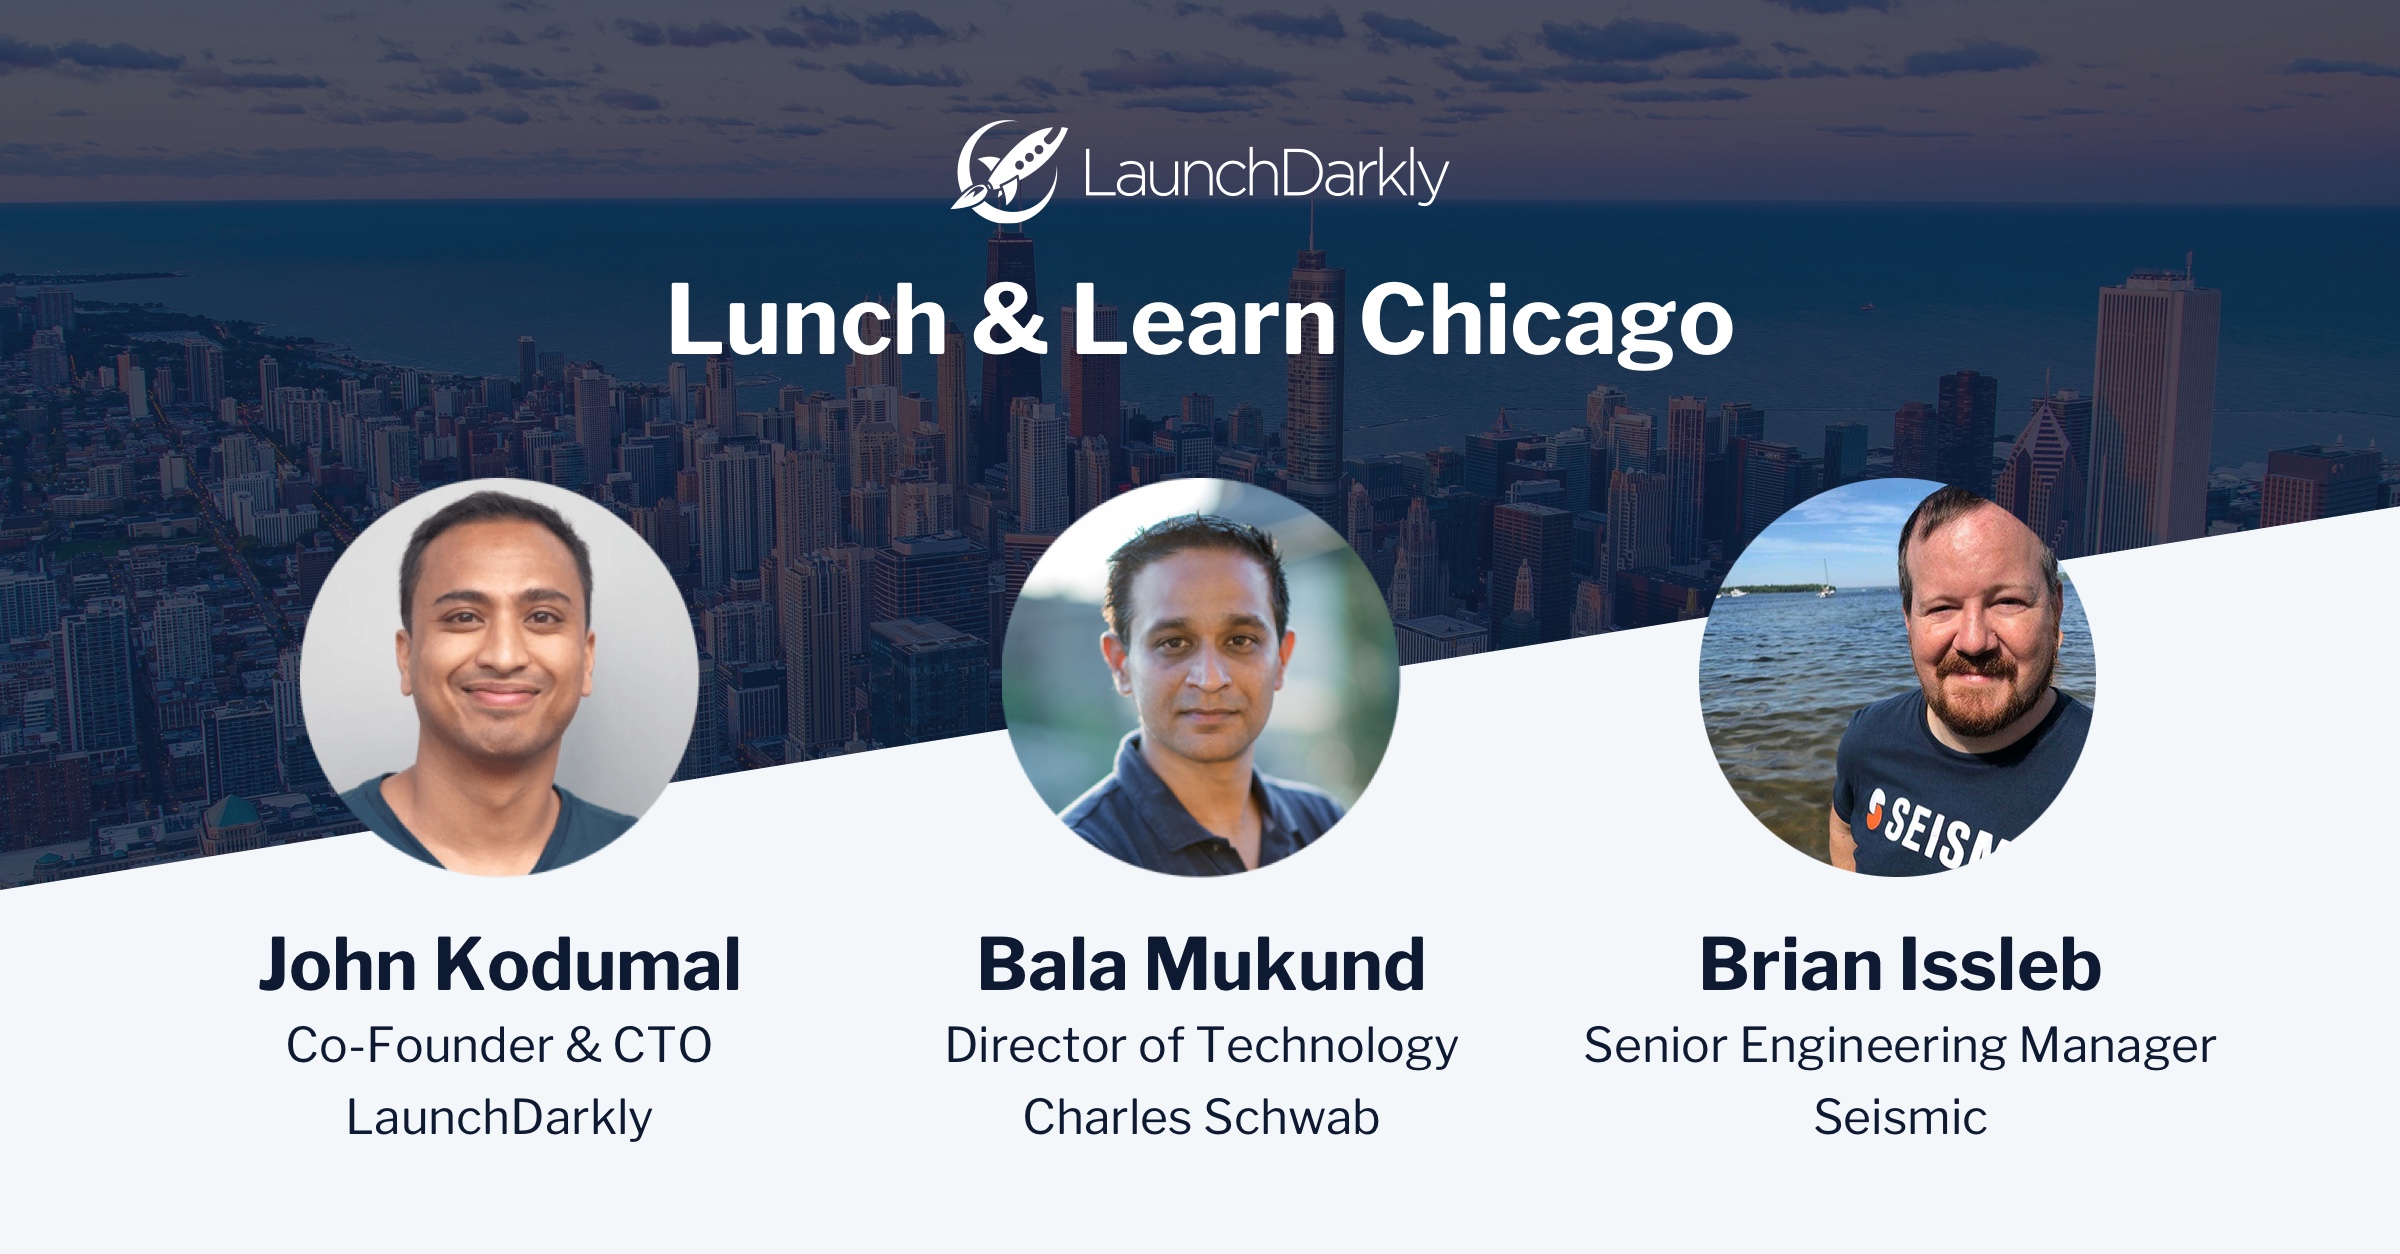 LaunchDarkly
Lunch & Learn Chicago
SEISM
John Kodumal
Co-Founder & CTO
LaunchDarkly
Bala Mukund
Director of Technology
Charles Schwab
Brian Issleb
Senior Engineering Manager
Seismic